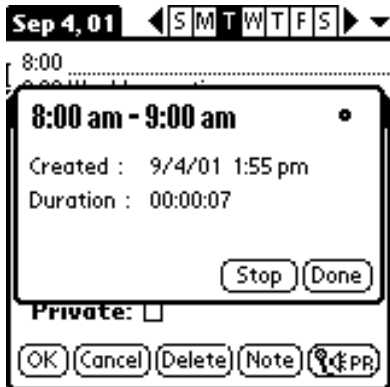 Sep 4, 01 S M T W T F S
8:00
8:00 am - 9:00 am
Created : 9/4/01 1:55 pm
Duration : 00:00:07
Stop Done
Private:
OK Cancel Delete Note PR